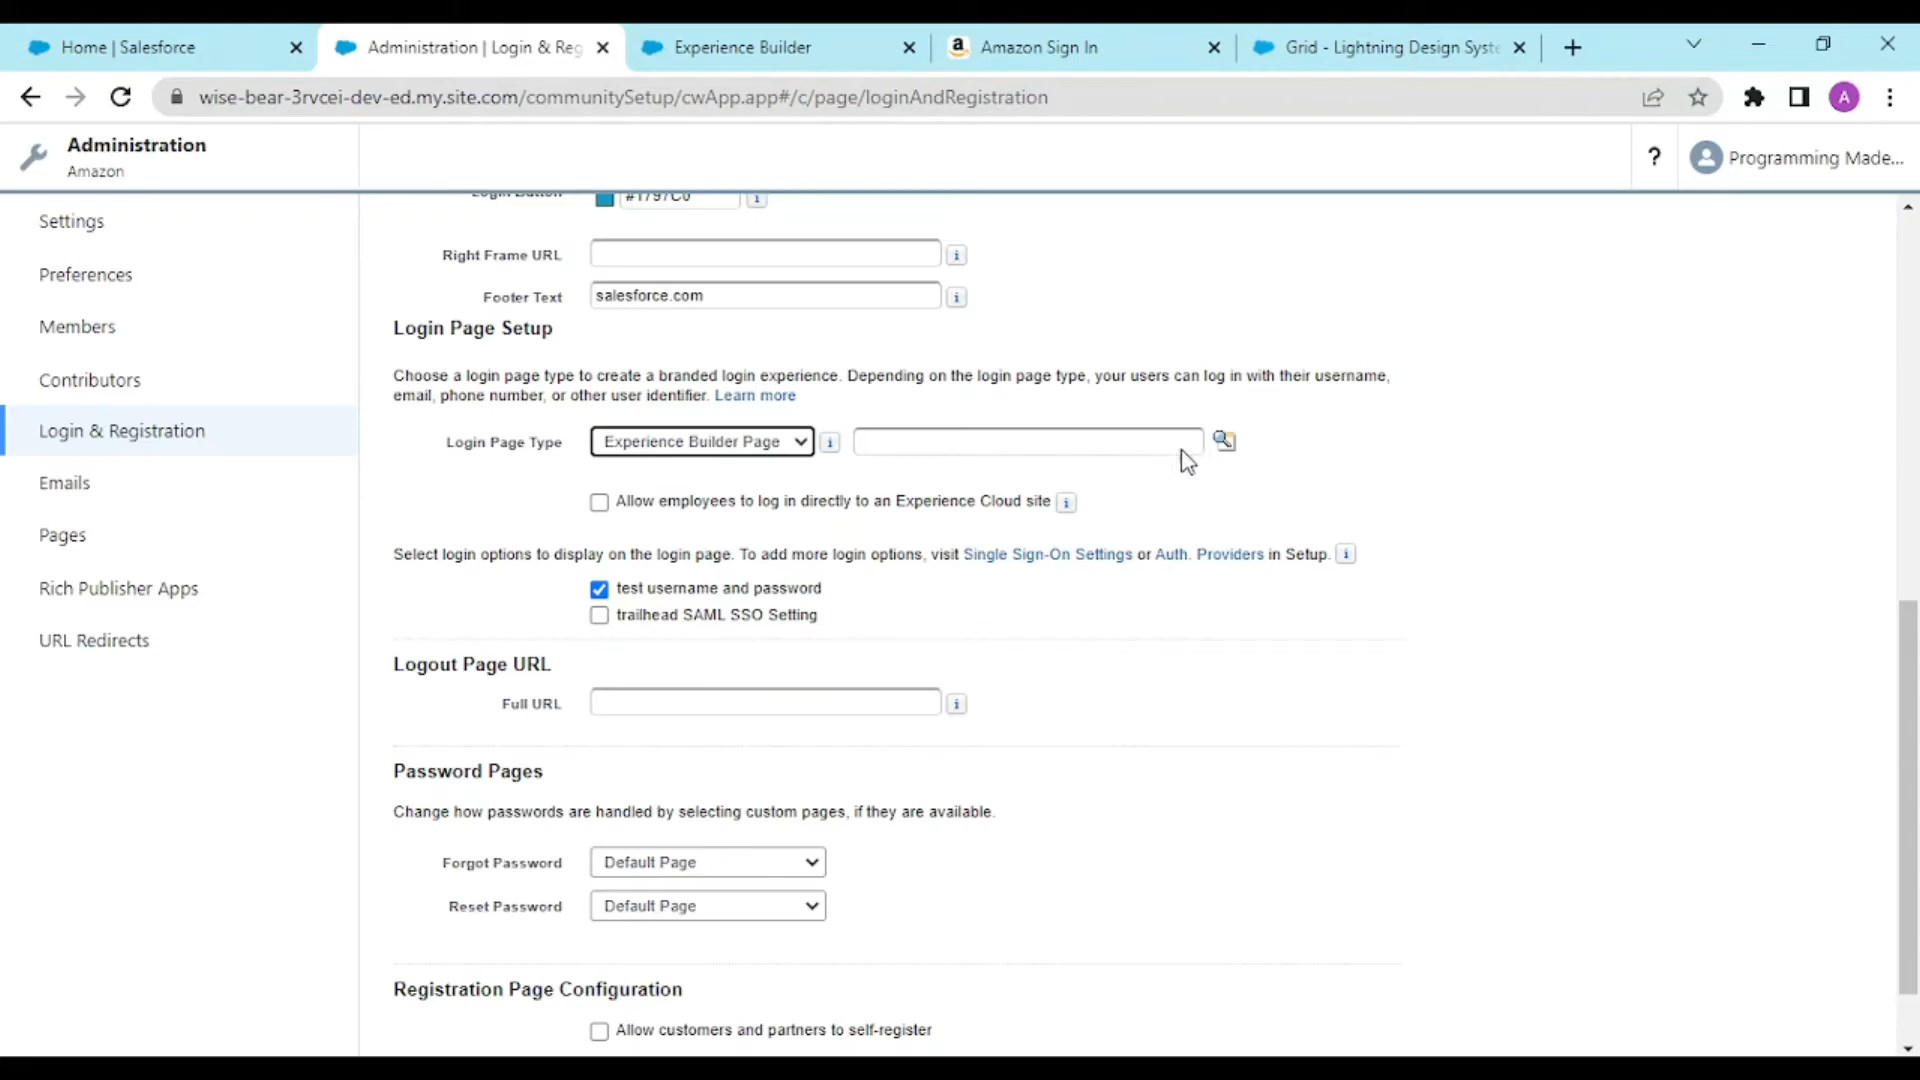 Home | Salesforce
Administration | Login & Reg
Experience Builder
Amazon Sign In
Grid - Lightning Design Syste
wise-bear-3rvcei-dev-ed.my.site.com/communitySetup/cwApp.app#/c/page/loginAndRegistration
A
Administration
Amazon
?
Programming Made...
Settings
Preferences
Members
Contributors
Login & Registration
Emails
Pages
Rich Publisher Apps
URL Redirects
Login Button #1797C0
Right Frame URL
Footer Text salesforce.com
Login Page Setup
Choose a login page type to create a branded login experience. Depending on the login page type, your users can log in with their username,
email, phone number, or other user identifier. Learn more
Login Page Type Experience Builder Page
Allow employees to log in directly to an Experience Cloud site
Select login options to display on the login page. To add more login options, visit Single Sign-On Settings or Auth. Providers in Setup.
test username and password
trailhead SAML SSO Setting
Logout Page URL
Full URL
Password Pages
Change how passwords are handled by selecting custom pages, if they are available.
Forgot Password Default Page
Reset Password Default Page
Registration Page Configuration
Allow customers and partners to self-register